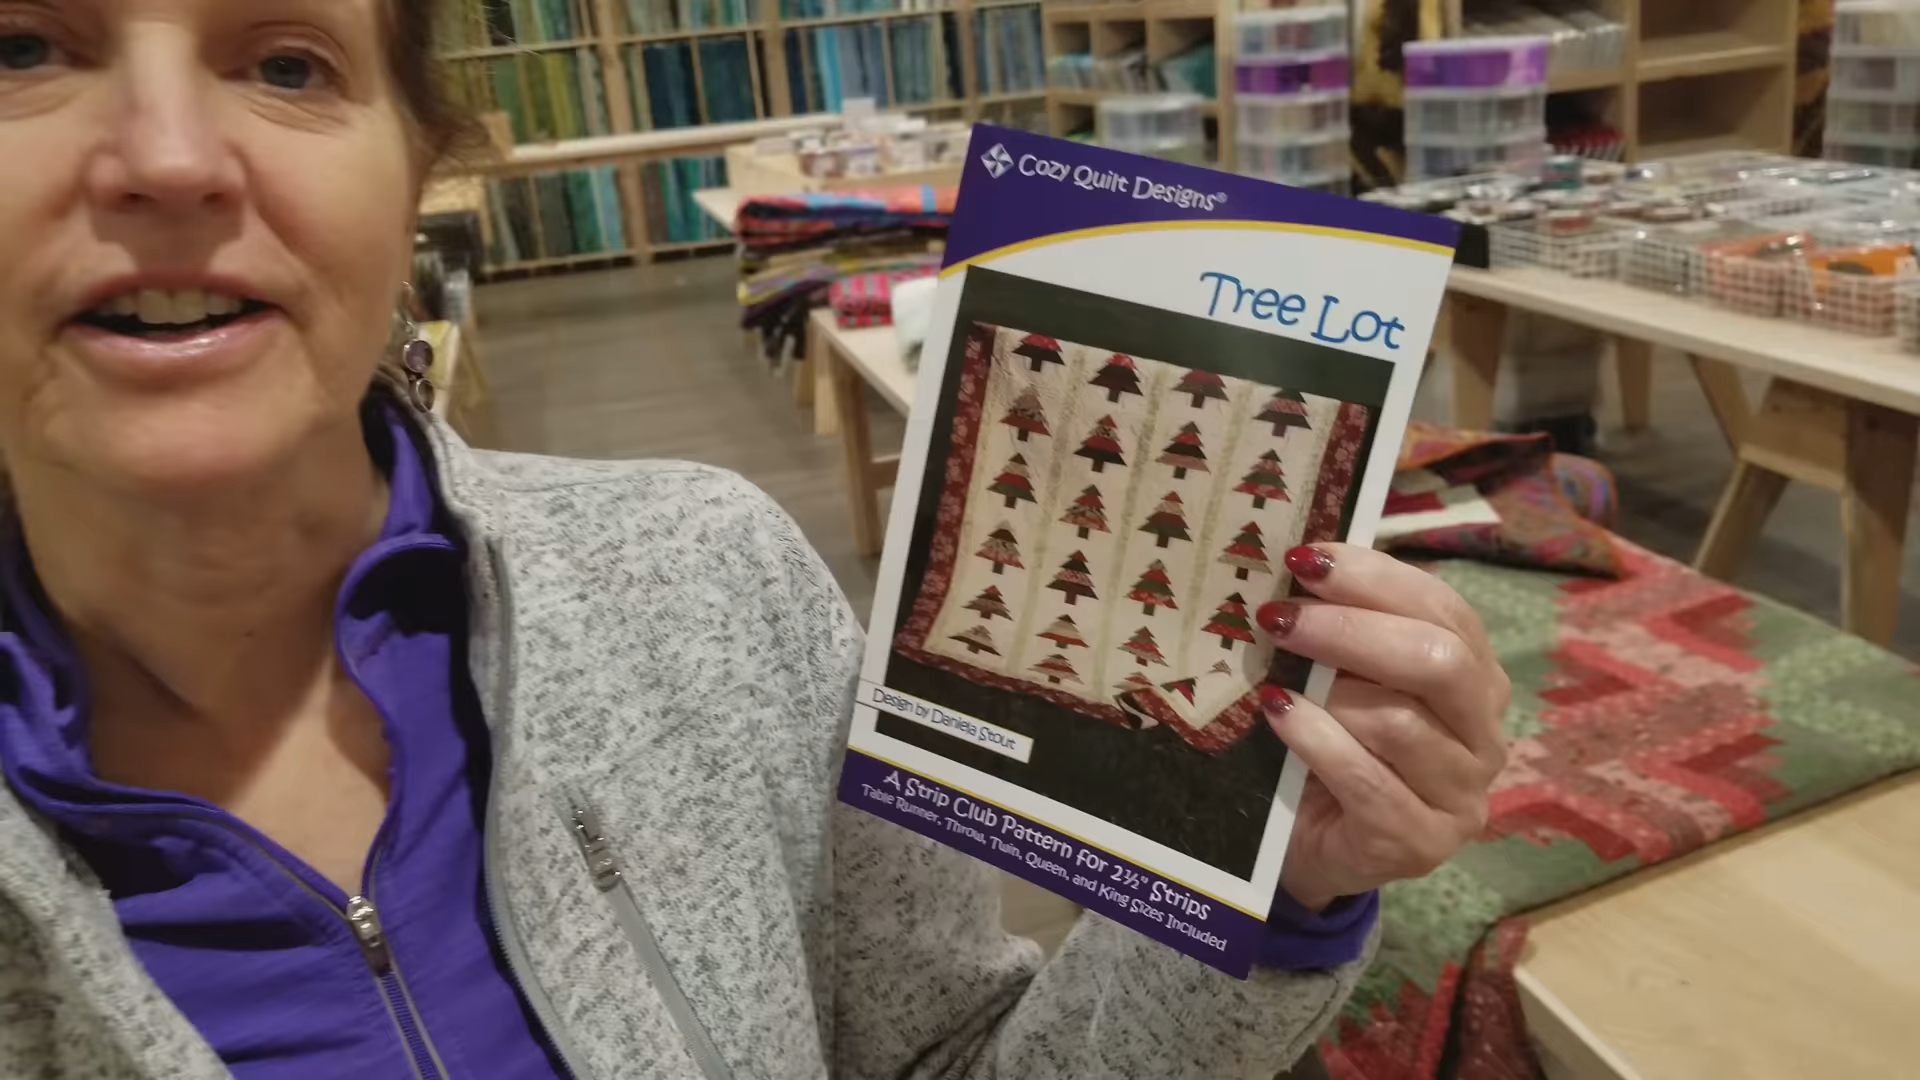 Cozy Quilt Designs®
Tree Lot
Design by Daniela Stout
A Strip Club Pattern for 2½" Strips
Table Runner, Throw, Twin, Queen, and King Sizes Included